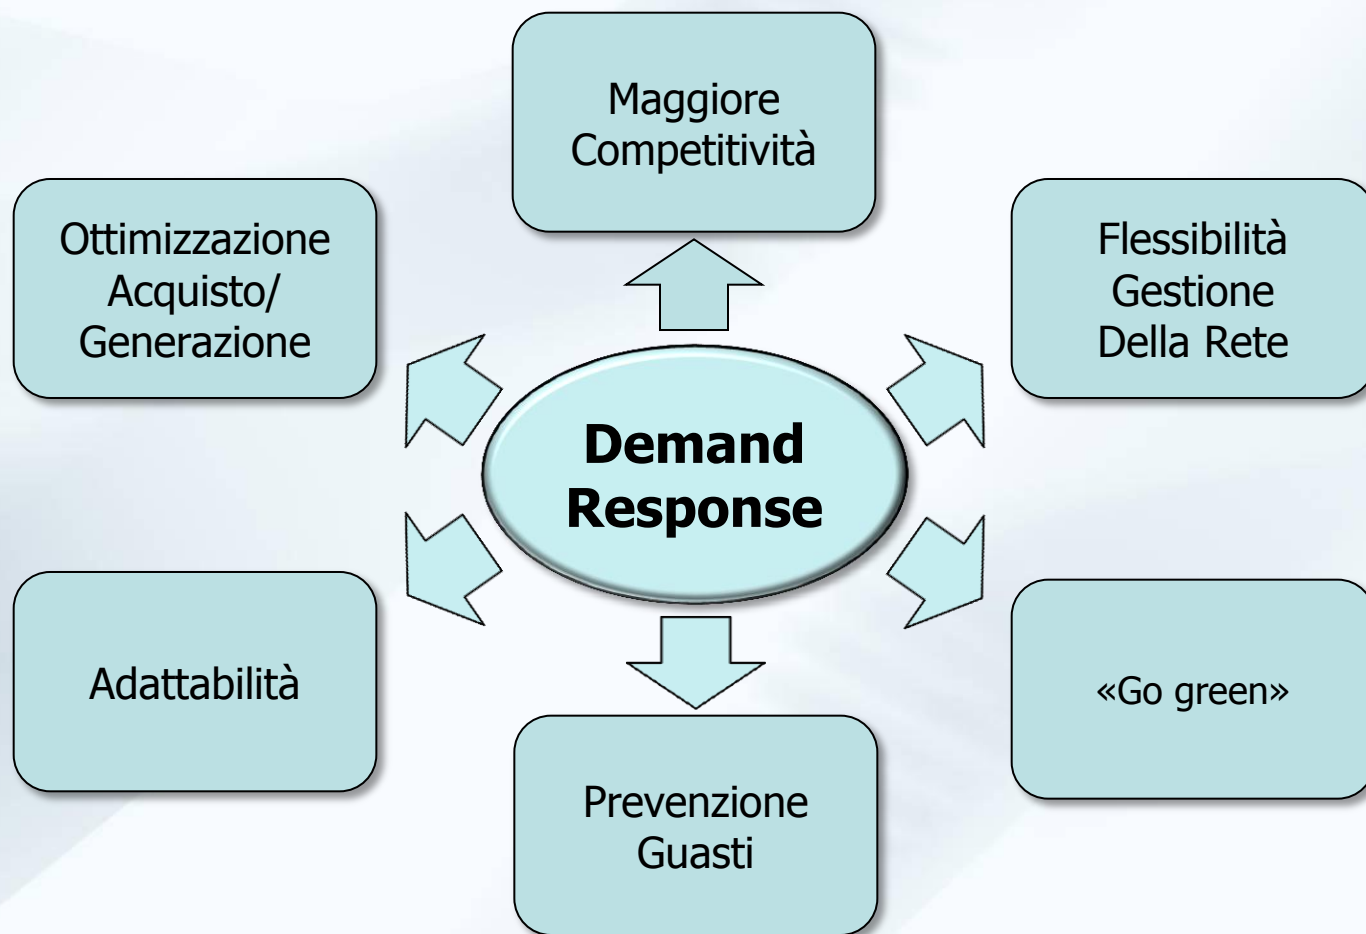 Maggiore
Competitività
Ottimizzazione
Acquisto/
Generazione
Flessibilità
Gestione
Della Rete
Demand
Response
Adattabilità
«Go green»
Prevenzione
Guasti